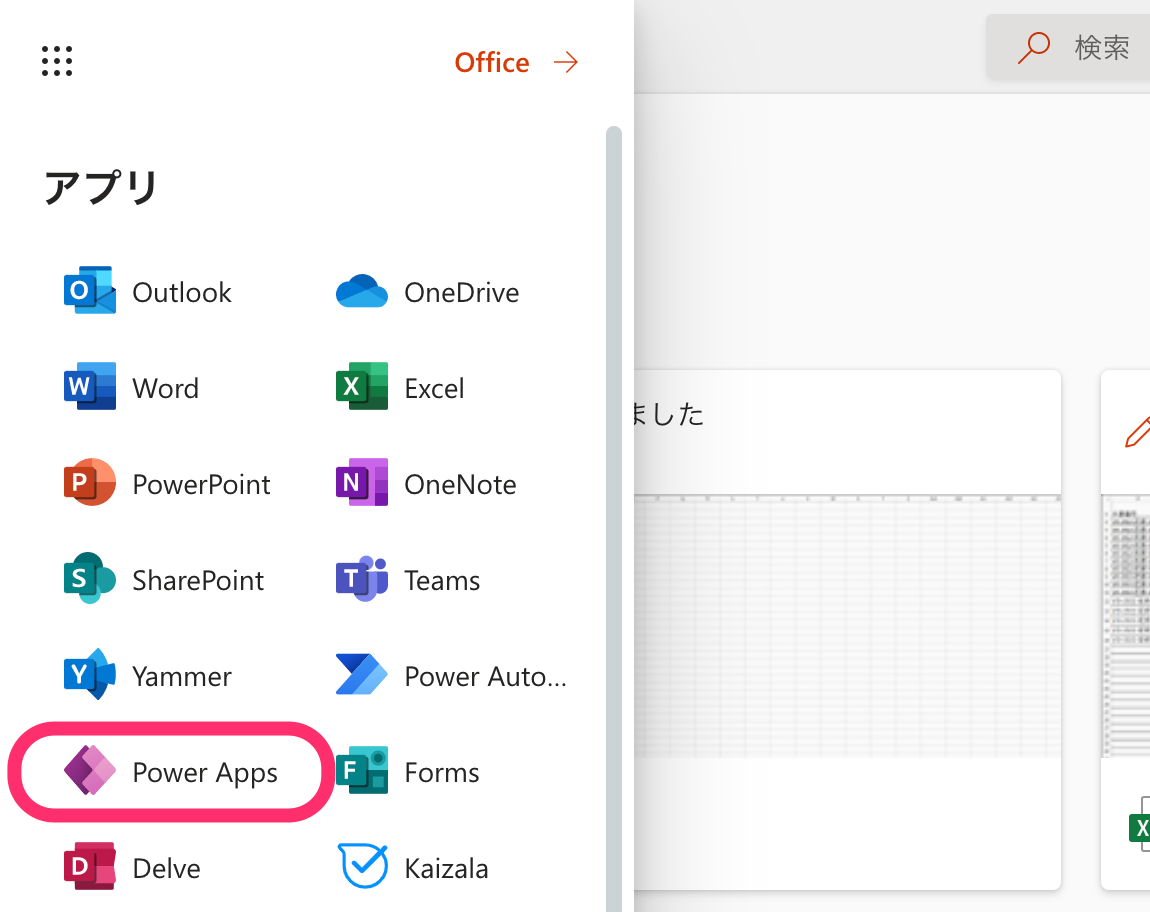 Office →
検索
アプリ
Outlook
OneDrive
Word
Excel
PowerPoint
OneNote
SharePoint
Teams
Yammer
Power Auto...
Power Apps
Forms
Delve
Kaizala
ました